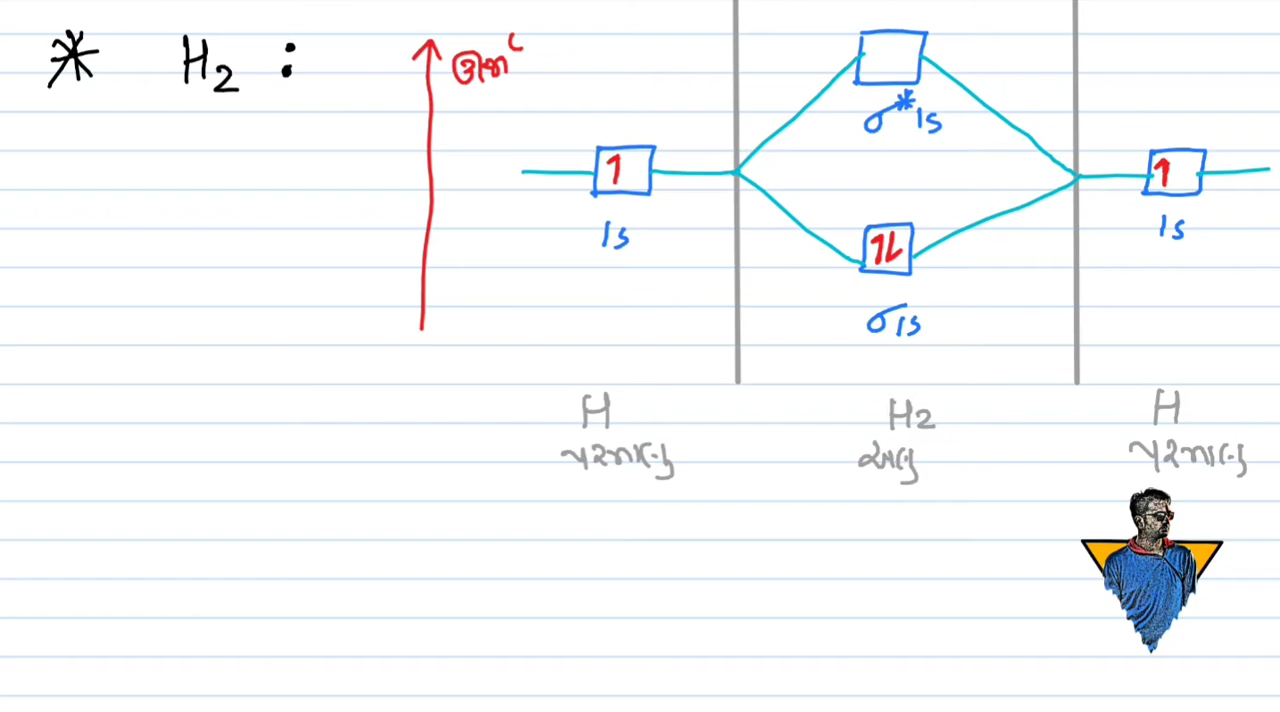 * H₂ :
ઊર્જા
↑
1s
σ*1s
↑
1s
↑↓
σ1s
H
H₂
H
પરમાણુ
અણુ
પરમાણુ